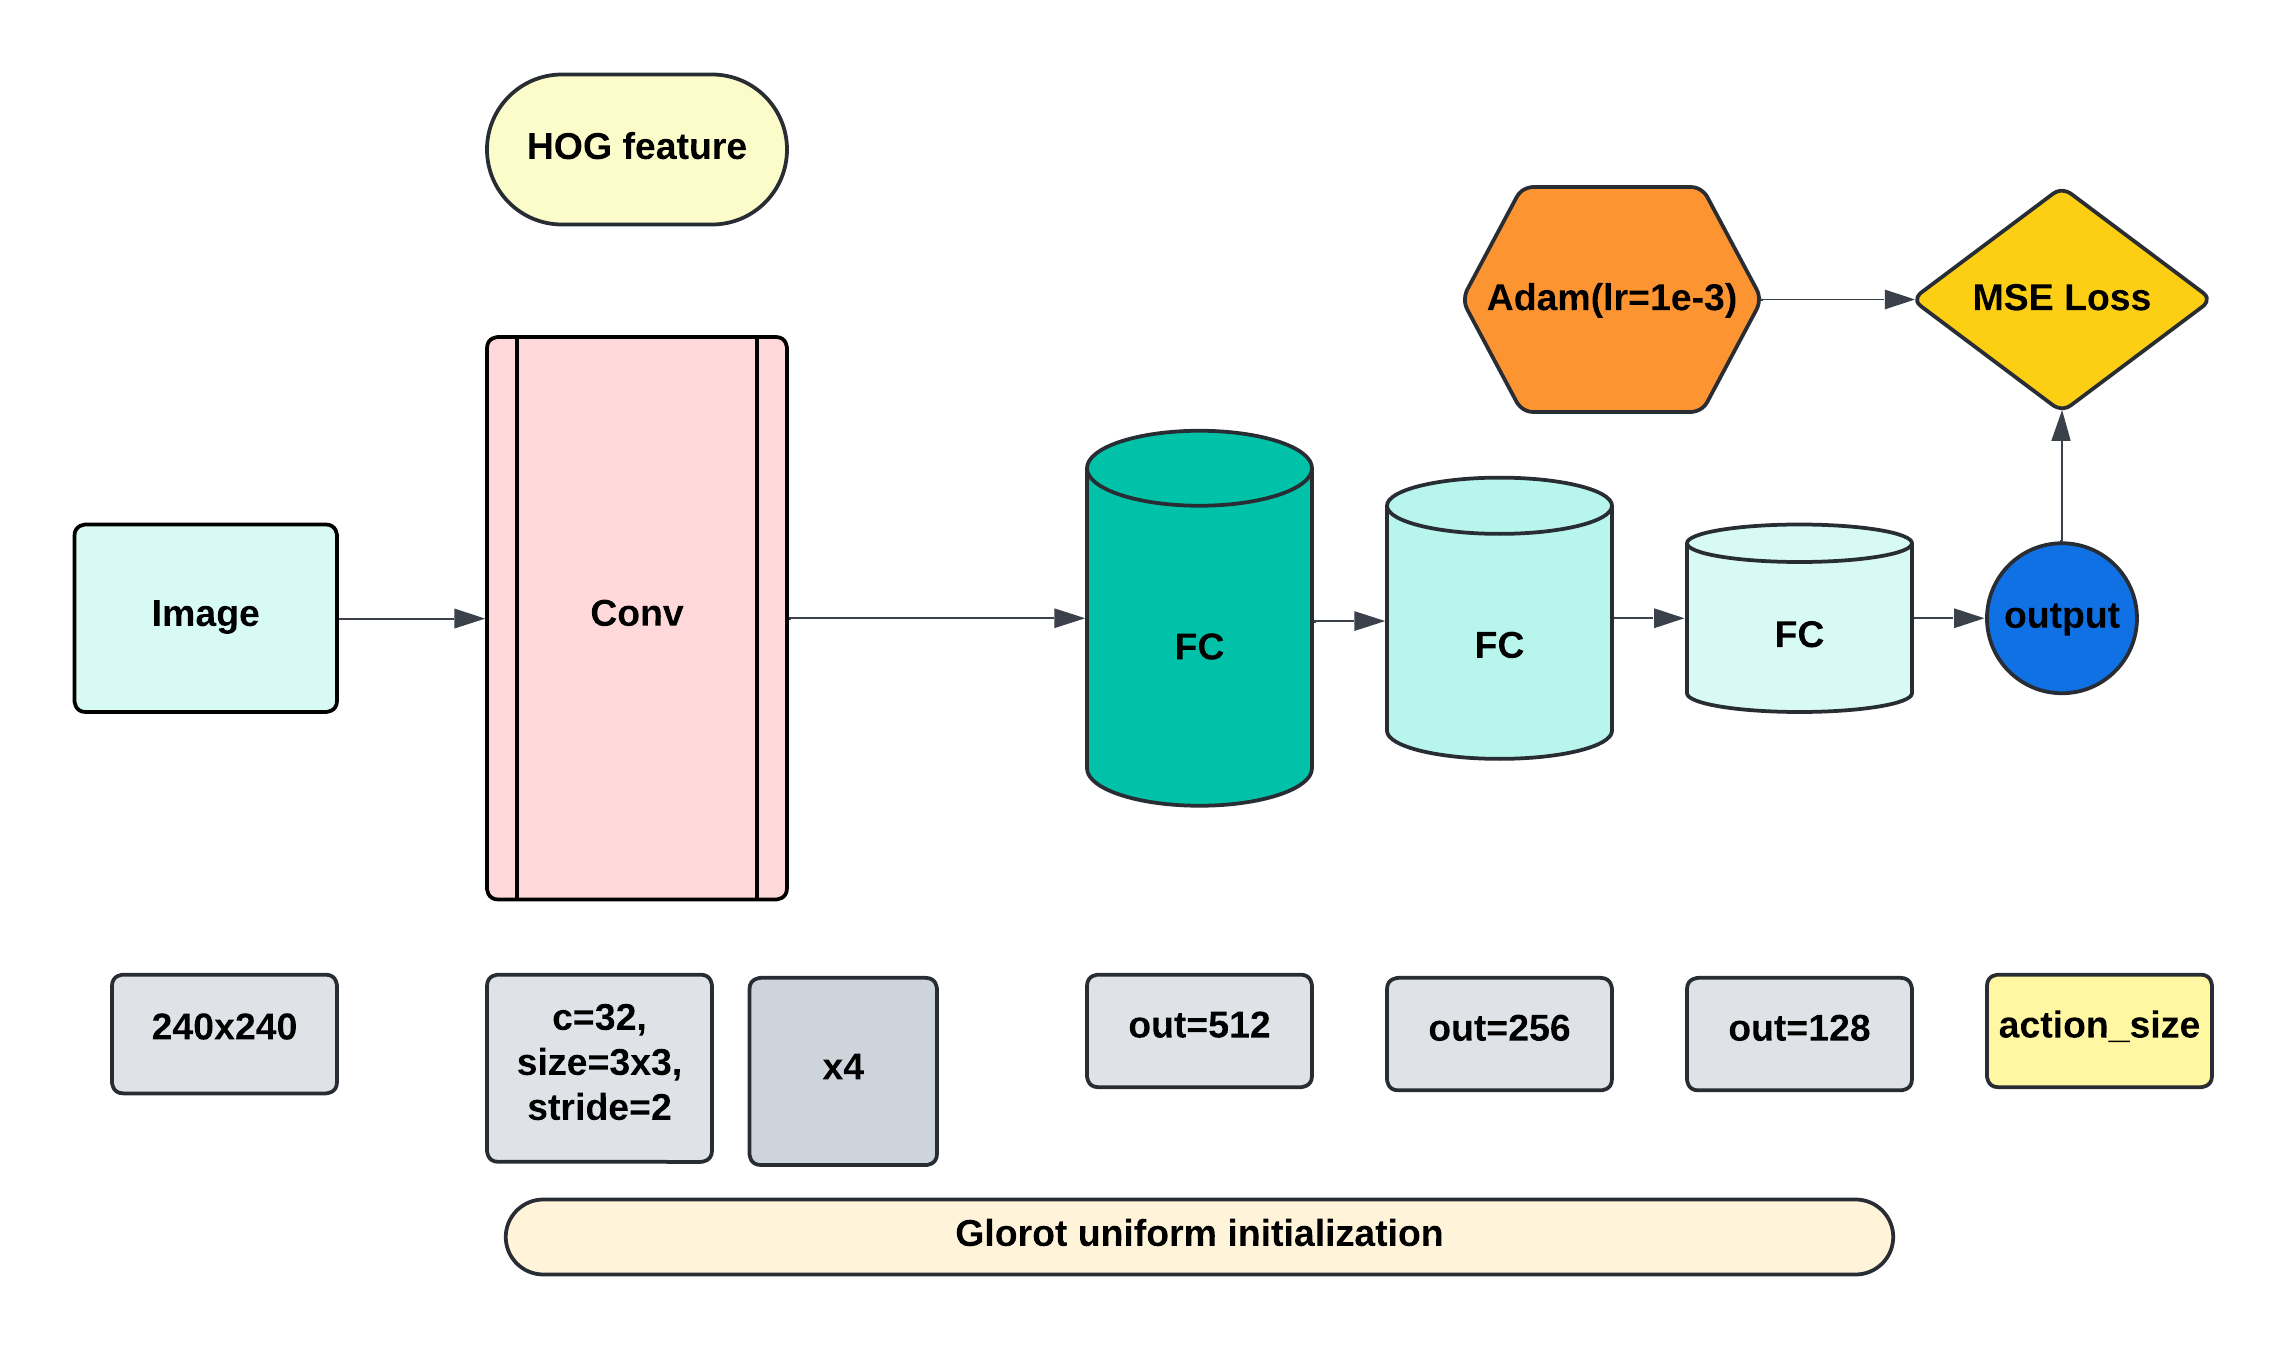 HOG feature
Adam(lr=1e-3)
MSE Loss
Image
Conv
FC
FC
FC
output
240x240
c=32,
size=3x3,
stride=2
x4
out=512
out=256
out=128
action_size
Glorot uniform initialization